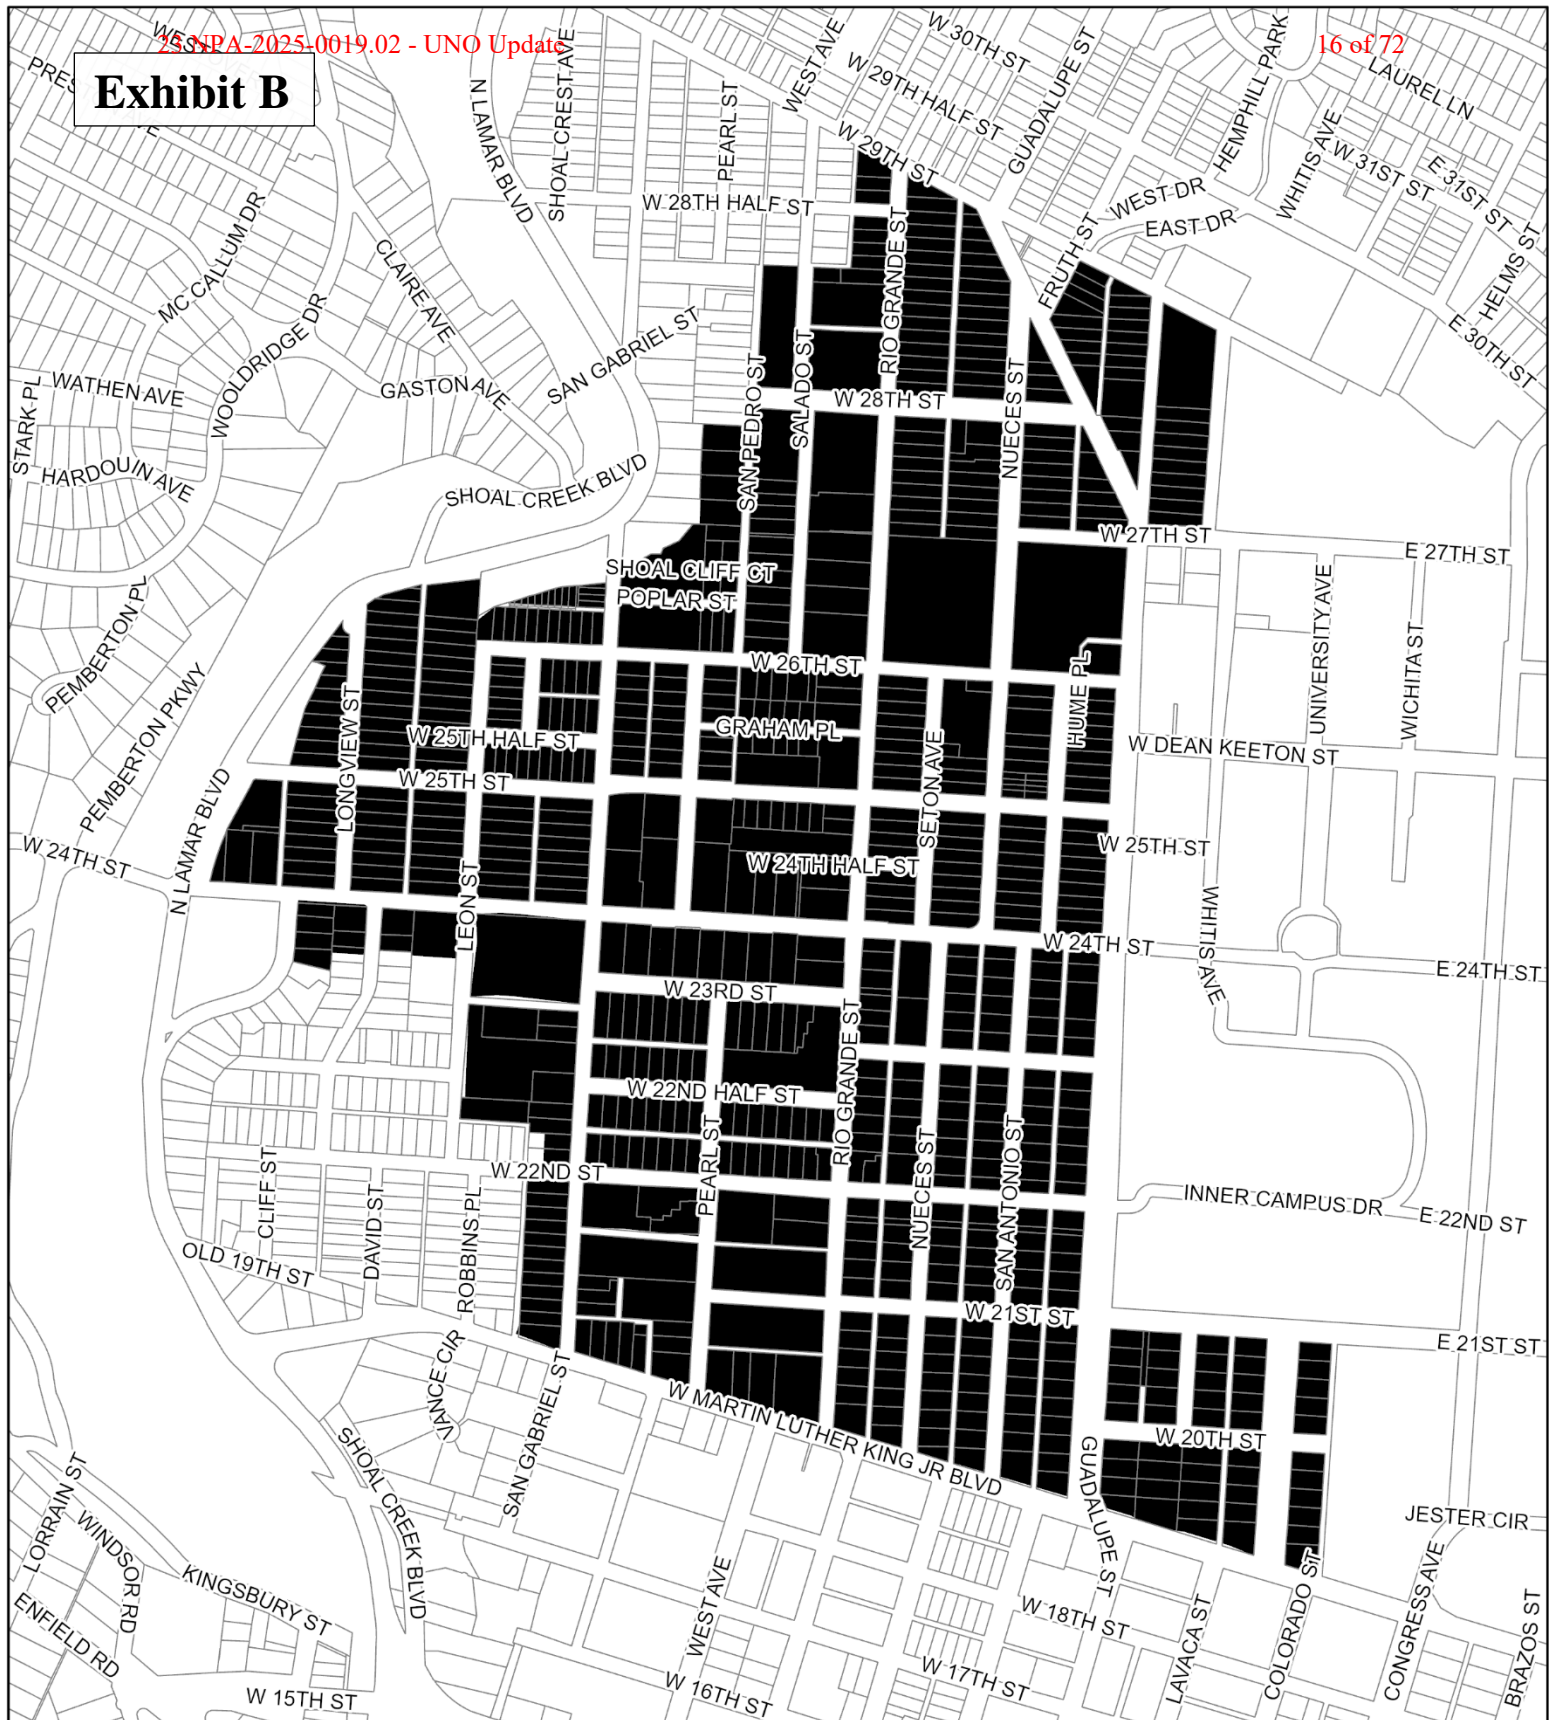 23 NPA-2025-0019.02 - UNO Update
16 of 72
Exhibit B
W 30TH ST
WEST AVE
SHOAL CREST AVE
GUADALUPE ST
HEMPHILL PARK
LAUREL LN
W 29TH HALF ST
N LAMAR BLVD
PEARL ST
W 29TH ST
WHITIS AVE
W 31ST ST
E 31ST ST
W 28TH HALF ST
WEST DR
EAST DR
MC CALLUM DR
CLAIRE AVE
RIO GRANDE ST
FRUTH ST
HELMS ST
WOOLDRIDGE DR
SAN GABRIEL ST
E 30TH ST
STARK PL
WATHEN AVE
GASTON AVE
SAN PEDRO ST
SALADO ST
NUECES ST
W 28TH ST
HARDOUIN AVE
SHOAL CREEK BLVD
W 27TH ST
E 27TH ST
SHOAL CLIFF CT
POPLAR ST
PEMBERTON PL
UNIVERSITY AVE
WICHITA ST
W 26TH ST
HUME PL
LONGVIEW ST
PEMBERTON PKWY
GRAHAM PL
W 25TH HALF ST
W DEAN KEETON ST
SETON AVE
W 25TH ST
N LAMAR BLVD
W 25TH ST
W 24TH ST
W 24TH HALF ST
LEON ST
WHITIS AVE
W 24TH ST
E 24TH ST
W 23RD ST
RIO GRANDE ST
W 22ND HALF ST
PEARL ST
NUECES ST
SAN ANTONIO ST
W 22ND ST
CLIFF ST
DAVID ST
ROBBINS PL
INNER CAMPUS DR
E 22ND ST
OLD 19TH ST
W 21ST ST
E 21ST ST
VANCE CIR
SAN GABRIEL ST
W MARTIN LUTHER KING JR BLVD
W 20TH ST
GUADALUPE ST
SHOAL CREEK BLVD
LORRAIN ST
WINDSOR RD
JESTER CIR
KINGSBURY ST
ENFIELD RD
WEST AVE
W 18TH ST
LAVACA ST
COLORADO ST
CONGRESS AVE
BRAZOS ST
W 17TH ST
W 16TH ST
W 15TH ST